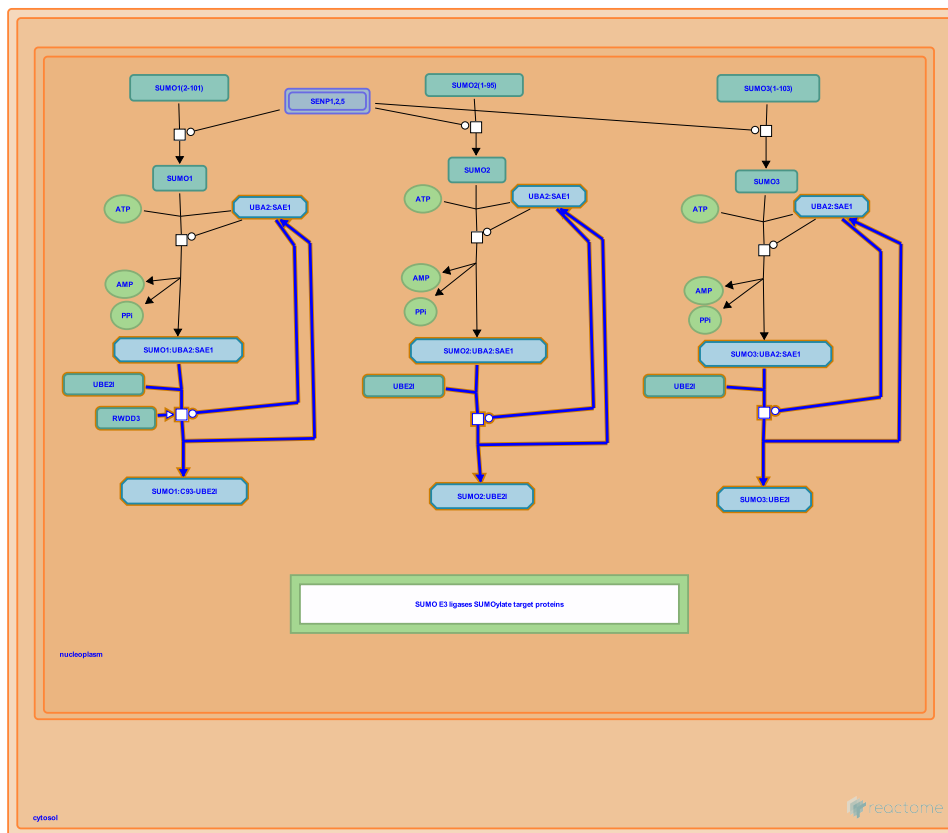 SUMO1(2-101)
SENP1,2,5
SUMO2(1-95)
SUMO3(1-103)
SUMO1
SUMO2
SUMO3
ATP
UBA2:SAE1
ATP
UBA2:SAE1
ATP
UBA2:SAE1
AMP
PPi
AMP
PPi
AMP
PPi
SUMO1:UBA2:SAE1
SUMO2:UBA2:SAE1
SUMO3:UBA2:SAE1
UBE2I
UBE2I
UBE2I
RWDD3
SUMO1:C93-UBE2I
SUMO2:UBE2I
SUMO3:UBE2I
SUMO E3 ligases SUMOylate target proteins
nucleoplasm
reactome
cytosol